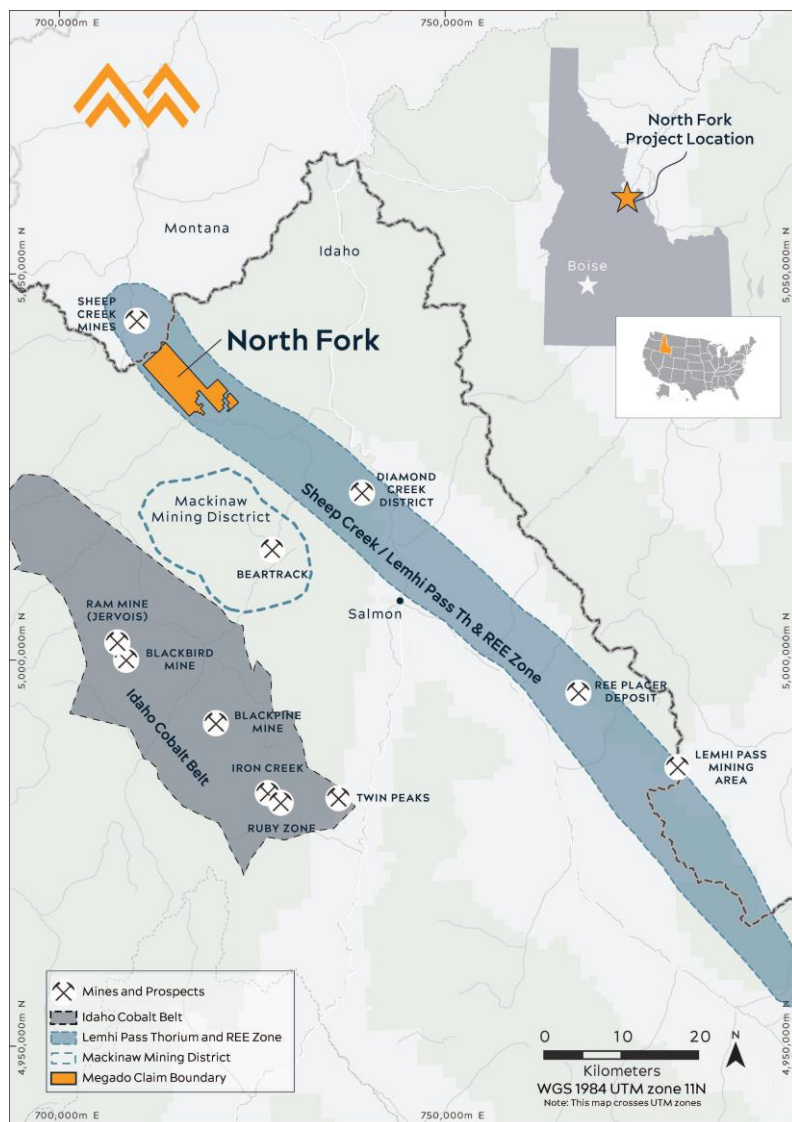 700,000m E
750,000m E
North Fork
Project Location
Montana
Idaho
Boise
5,050,000m N
5,050,000m N
SHEEP
CREEK
MINES
North Fork
DIAMOND
CREEK
DISTRICT
Mackinaw
Mining Disctrict
BEARTRACK
Sheep Creek / Lemhi Pass Th & REE Zone
Salmon
RAM MINE
(JERVOIS)
BLACKBIRD
MINE
5,000,000m N
5,000,000m N
REE PLACER
DEPOSIT
BLACKPINE
MINE
Idaho Cobalt Belt
LEMHI PASS
MINING
AREA
IRON CREEK
TWIN PEAKS
RUBY ZONE
Mines and Prospects
Idaho Cobalt Belt
Lemhi Pass Thorium and REE Zone
Mackinaw Mining District
Megado Claim Boundary
0 10 20
N
Kilometers
WGS 1984 UTM zone 11N
Note: This map crosses UTM zones
4,950,000m N
4,950,000m N
700,000m E
750,000m E